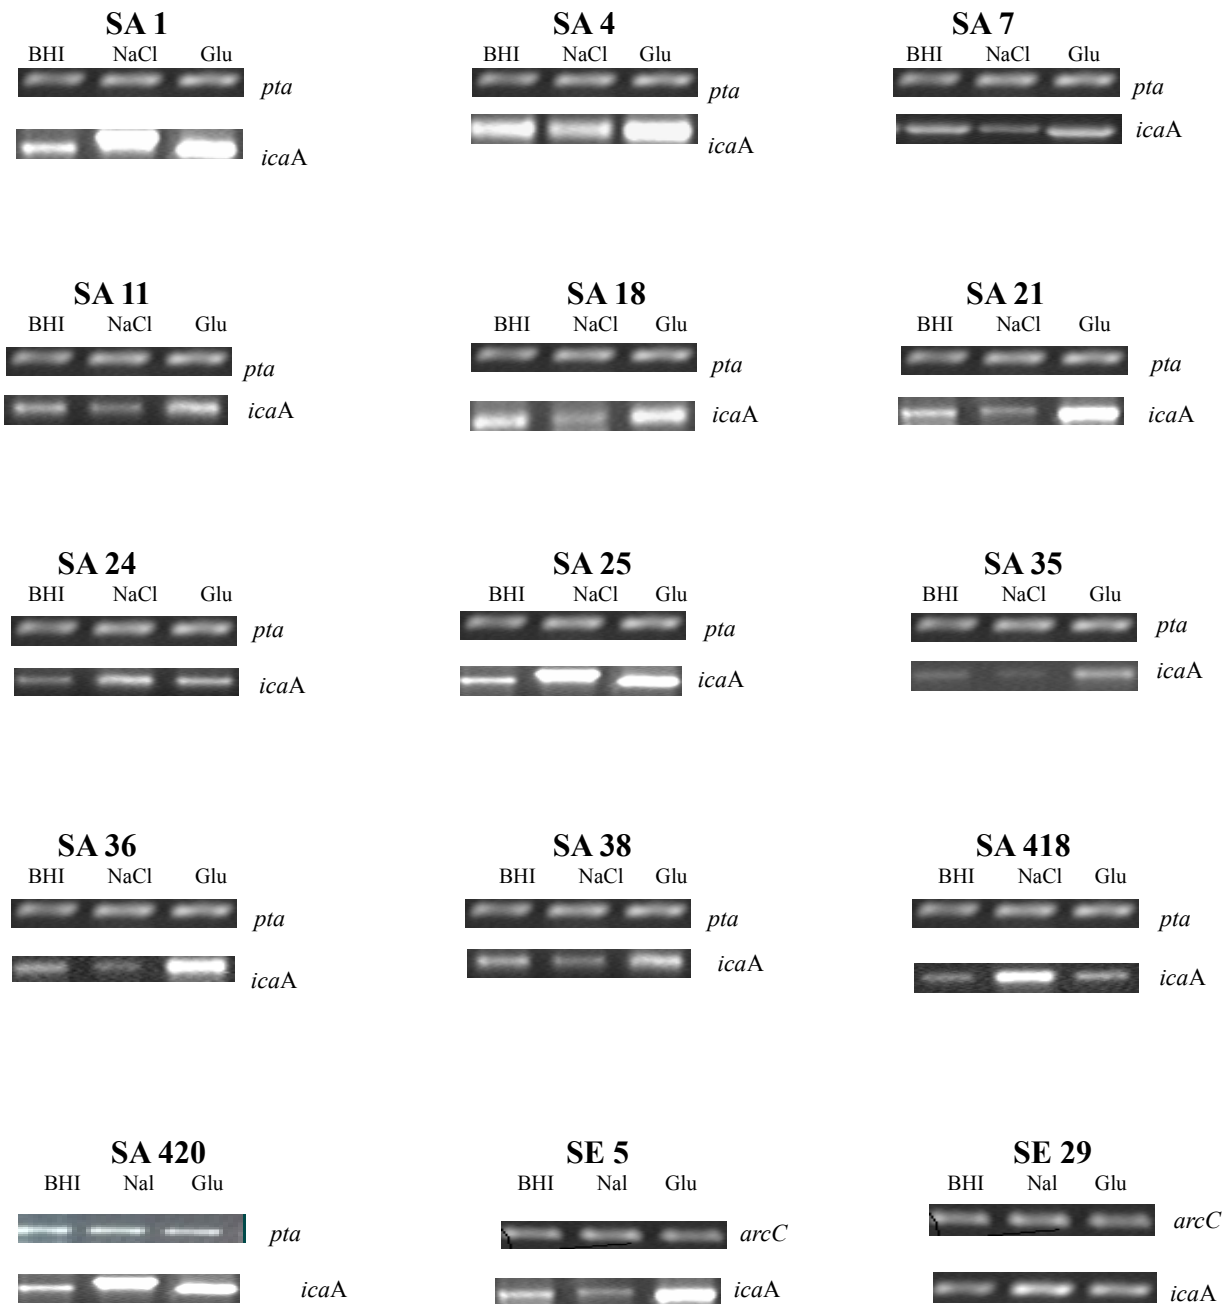 SA 1
BHI NaCl Glu
pta
icaA
SA 4
BHI NaCl Glu
pta
icaA
SA 7
BHI NaCl Glu
pta
icaA
SA 11
BHI NaCl Glu
pta
icaA
SA 18
BHI NaCl Glu
pta
icaA
SA 21
BHI NaCl Glu
pta
icaA
SA 24
BHI NaCl Glu
pta
icaA
SA 25
BHI NaCl Glu
pta
icaA
SA 35
BHI NaCl Glu
pta
icaA
SA 36
BHI NaCl Glu
pta
icaA
SA 38
BHI NaCl Glu
pta
icaA
SA 418
BHI NaCl Glu
pta
icaA
SA 420
BHI Nal Glu
pta
icaA
SE 5
BHI Nal Glu
arcC
icaA
SE 29
BHI Nal Glu
arcC
icaA